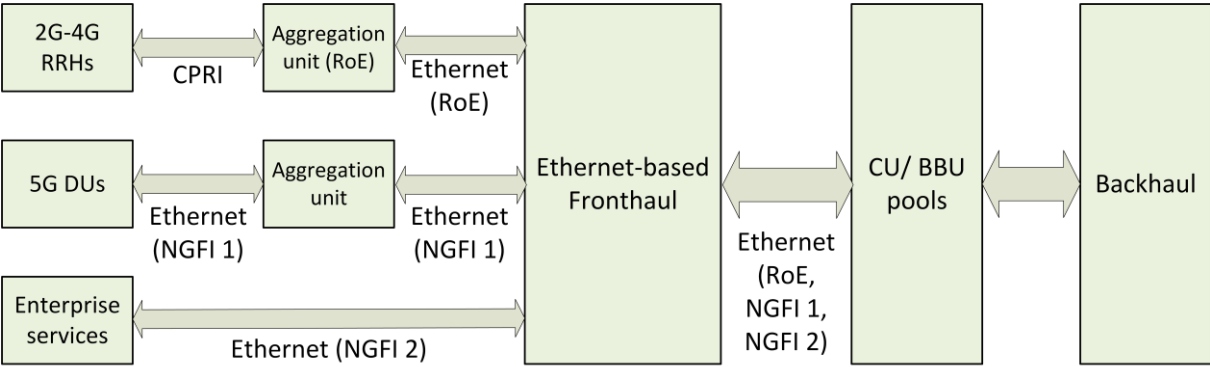 2G-4G
RRHs
CPRI
Aggregation
unit (RoE)
Ethernet
(RoE)
5G DUs
Ethernet
(NGFI 1)
Aggregation
unit
Ethernet
(NGFI 1)
Enterprise
services
Ethernet (NGFI 2)
Ethernet-based
Fronthaul
Ethernet
(RoE,
NGFI 1,
NGFI 2)
CU/ BBU
pools
Backhaul